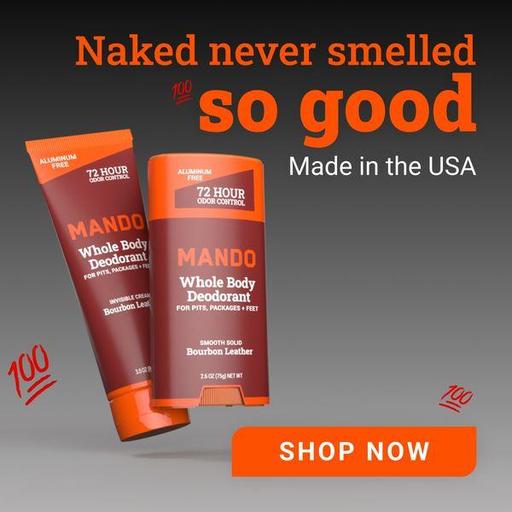 Naked never smelled
💯 so good
Made in the USA
ALUMINUM
FREE
72 HOUR
ODOR CONTROL
MANDO
Whole Body
Deodorant
FOR PITS, PACKAGES + FEET
INVISIBLE CREAM
Bourbon
ALUMINUM
FREE
72 HOUR
ODOR CONTROL
MANDO
Whole Body
Deodorant
FOR PITS, PACKAGES + FEET
SMOOTH SOLID
Bourbon Leather
2.6 OZ (75g) NET WT
💯
💯
SHOP NOW